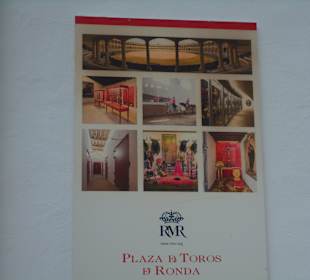 RMR
PLAZA DE TOROS
DE RONDA